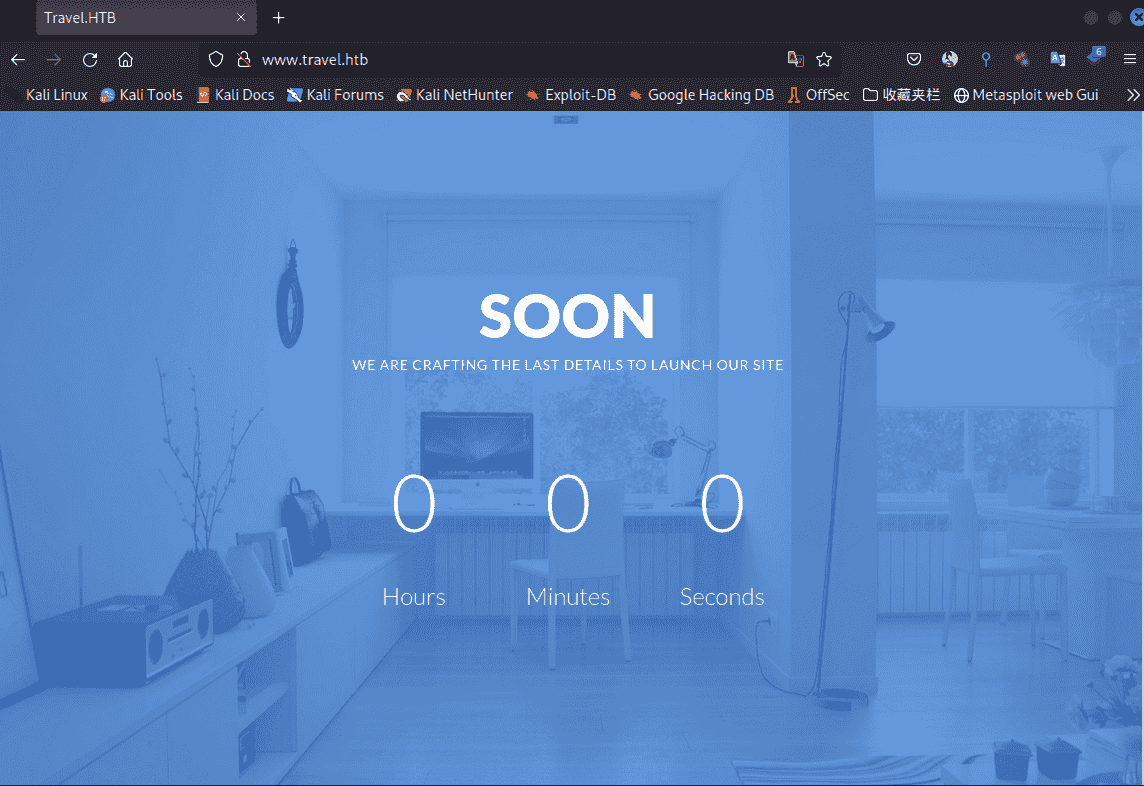 Travel.HTB
www.travel.htb
6
Kali Linux Kali Tools Kali Docs Kali Forums Kali NetHunter Exploit-DB Google Hacking DB OffSec 收藏夹栏 Metasploit web Gui
SOON
WE ARE CRAFTING THE LAST DETAILS TO LAUNCH OUR SITE
0 0 0
Hours Minutes Seconds